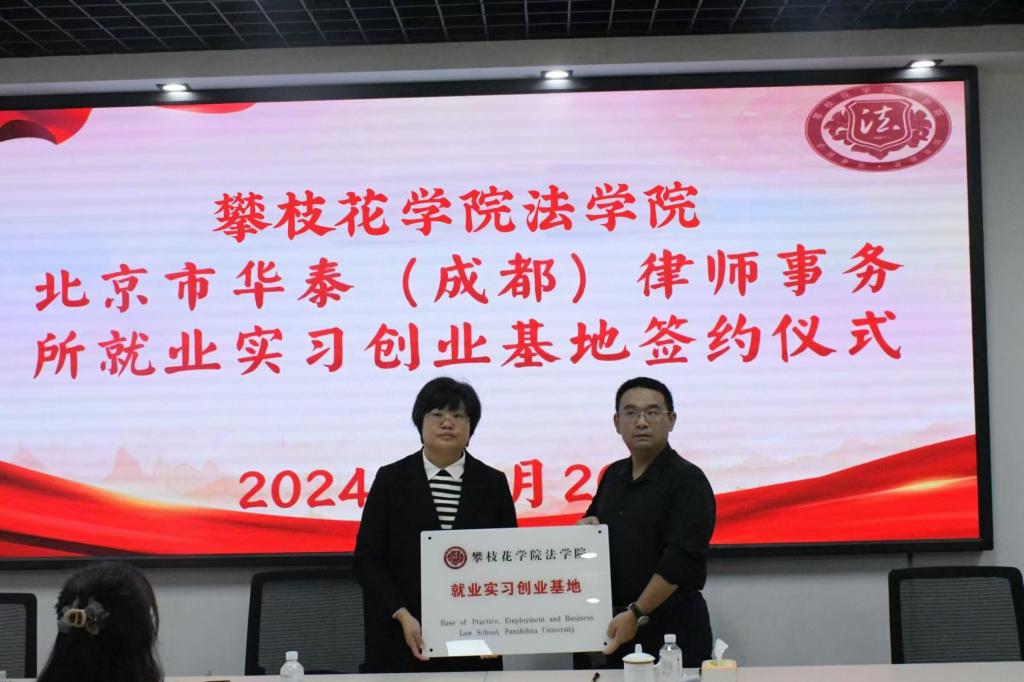 法
攀枝花学院法学院
北京市华泰（成都）律师事务
所就业实习创业基地签约仪式
2024 月 2
攀枝花学院法学院
就业实习创业基地
Base of Practice, Employment and Business
Law School, Panzhihua University